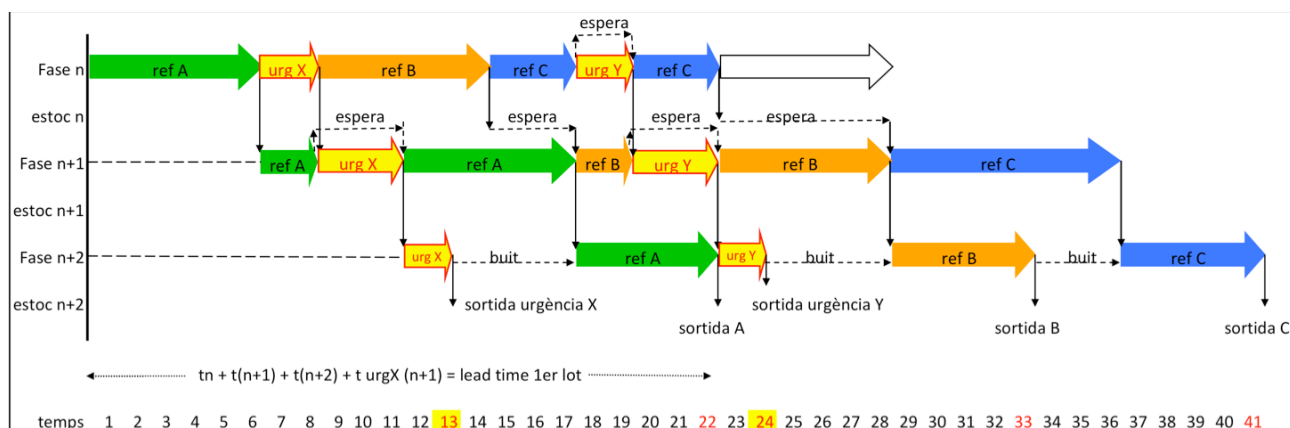 espera
Fase n ref A urg X ref B ref C urg Y ref C
estoc n espera espera espera espera
Fase n+1 ref A urg X ref A ref B urg Y ref B ref C
estoc n+1
Fase n+2 urg X buit ref A urg Y buit ref B buit ref C
estoc n+2 sortida urgència X sortida urgència Y
sortida A sortida B sortida C
tn + t(n+1) + t(n+2) + t urgX (n+1) = lead time 1er lot
temps 1 2 3 4 5 6 7 8 9 10 11 12 13 14 15 16 17 18 19 20 21 22 23 24 25 26 27 28 29 30 31 32 33 34 35 36 37 38 39 40 41